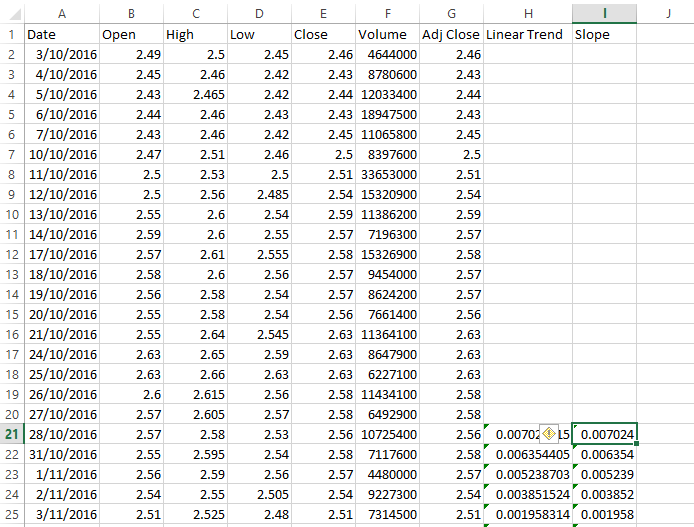 A B C D E F G H I J
1 Date Open High Low Close Volume Adj Close Linear Trend Slope
2 3/10/2016 2.49 2.5 2.45 2.46 4644000 2.46
3 4/10/2016 2.45 2.46 2.42 2.43 8780600 2.43
4 5/10/2016 2.43 2.465 2.42 2.44 12033400 2.44
5 6/10/2016 2.44 2.46 2.43 2.43 18947500 2.43
6 7/10/2016 2.43 2.46 2.42 2.45 11065800 2.45
7 10/10/2016 2.47 2.51 2.46 2.5 8397600 2.5
8 11/10/2016 2.5 2.53 2.5 2.51 33653000 2.51
9 12/10/2016 2.5 2.56 2.485 2.54 15320900 2.54
10 13/10/2016 2.55 2.6 2.54 2.59 11386200 2.59
11 14/10/2016 2.59 2.6 2.55 2.57 7196300 2.57
12 17/10/2016 2.57 2.61 2.555 2.58 15326900 2.58
13 18/10/2016 2.58 2.6 2.56 2.57 9454000 2.57
14 19/10/2016 2.56 2.58 2.54 2.57 8624200 2.57
15 20/10/2016 2.55 2.58 2.54 2.56 7661400 2.56
16 21/10/2016 2.55 2.64 2.545 2.63 11364100 2.63
17 24/10/2016 2.63 2.65 2.59 2.63 8647900 2.63
18 25/10/2016 2.63 2.66 2.63 2.63 6227100 2.63
19 26/10/2016 2.6 2.615 2.56 2.58 11434100 2.58
20 27/10/2016 2.57 2.605 2.57 2.58 6492900 2.58
21 28/10/2016 2.57 2.58 2.53 2.56 10725400 2.56 0.007024
22 31/10/2016 2.55 2.595 2.54 2.58 7117600 2.58 0.006354405 0.006354
23 1/11/2016 2.56 2.59 2.56 2.57 4480000 2.57 0.005238703 0.005239
24 2/11/2016 2.54 2.55 2.505 2.54 9227300 2.54 0.003851524 0.003852
25 3/11/2016 2.51 2.525 2.48 2.51 7314500 2.51 0.001958314 0.001958